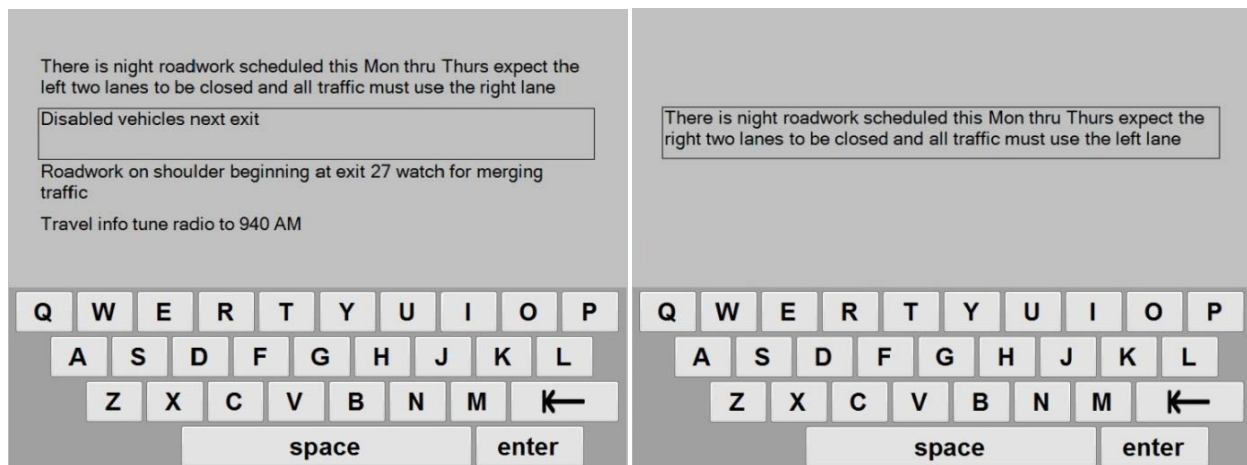 There is night roadwork scheduled this Mon thru Thurs expect the
left two lanes to be closed and all traffic must use the right lane
Disabled vehicles next exit
Roadwork on shoulder beginning at exit 27 watch for merging
traffic
Travel info tune radio to 940 AM
Q W E R T Y U I O P
A S D F G H J K L
Z X C V B N M
space enter
There is night roadwork scheduled this Mon thru Thurs expect the
right two lanes to be closed and all traffic must use the left lane
Q W E R T Y U I O P
A S D F G H J K L
Z X C V B N M
space enter